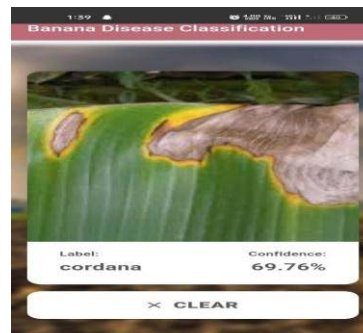 1:59
Banana Disease Classification
Label:
Confidence:
cordana
69.76%
× CLEAR